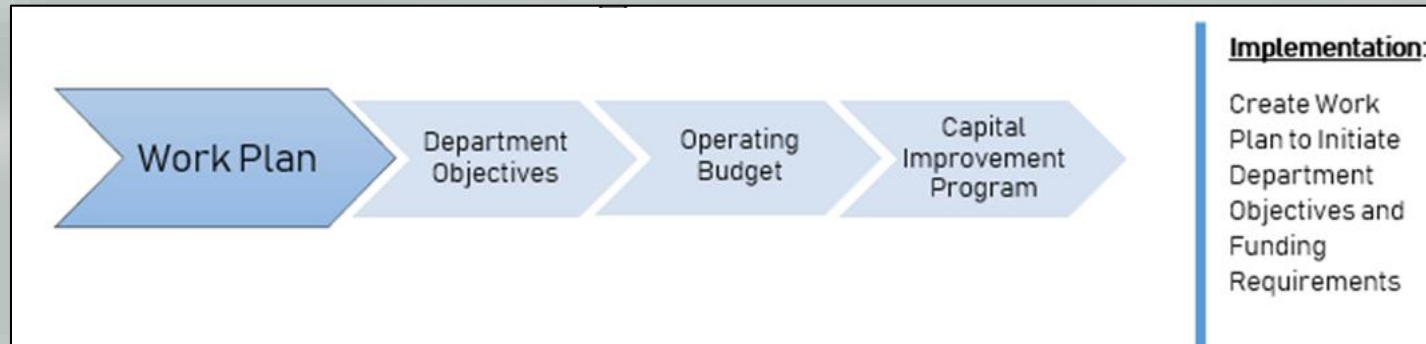 Work Plan
Department
Objectives
Operating
Budget
Capital
Improvement
Program
Implementation:
Create Work
Plan to Initiate
Department
Objectives and
Funding
Requirements